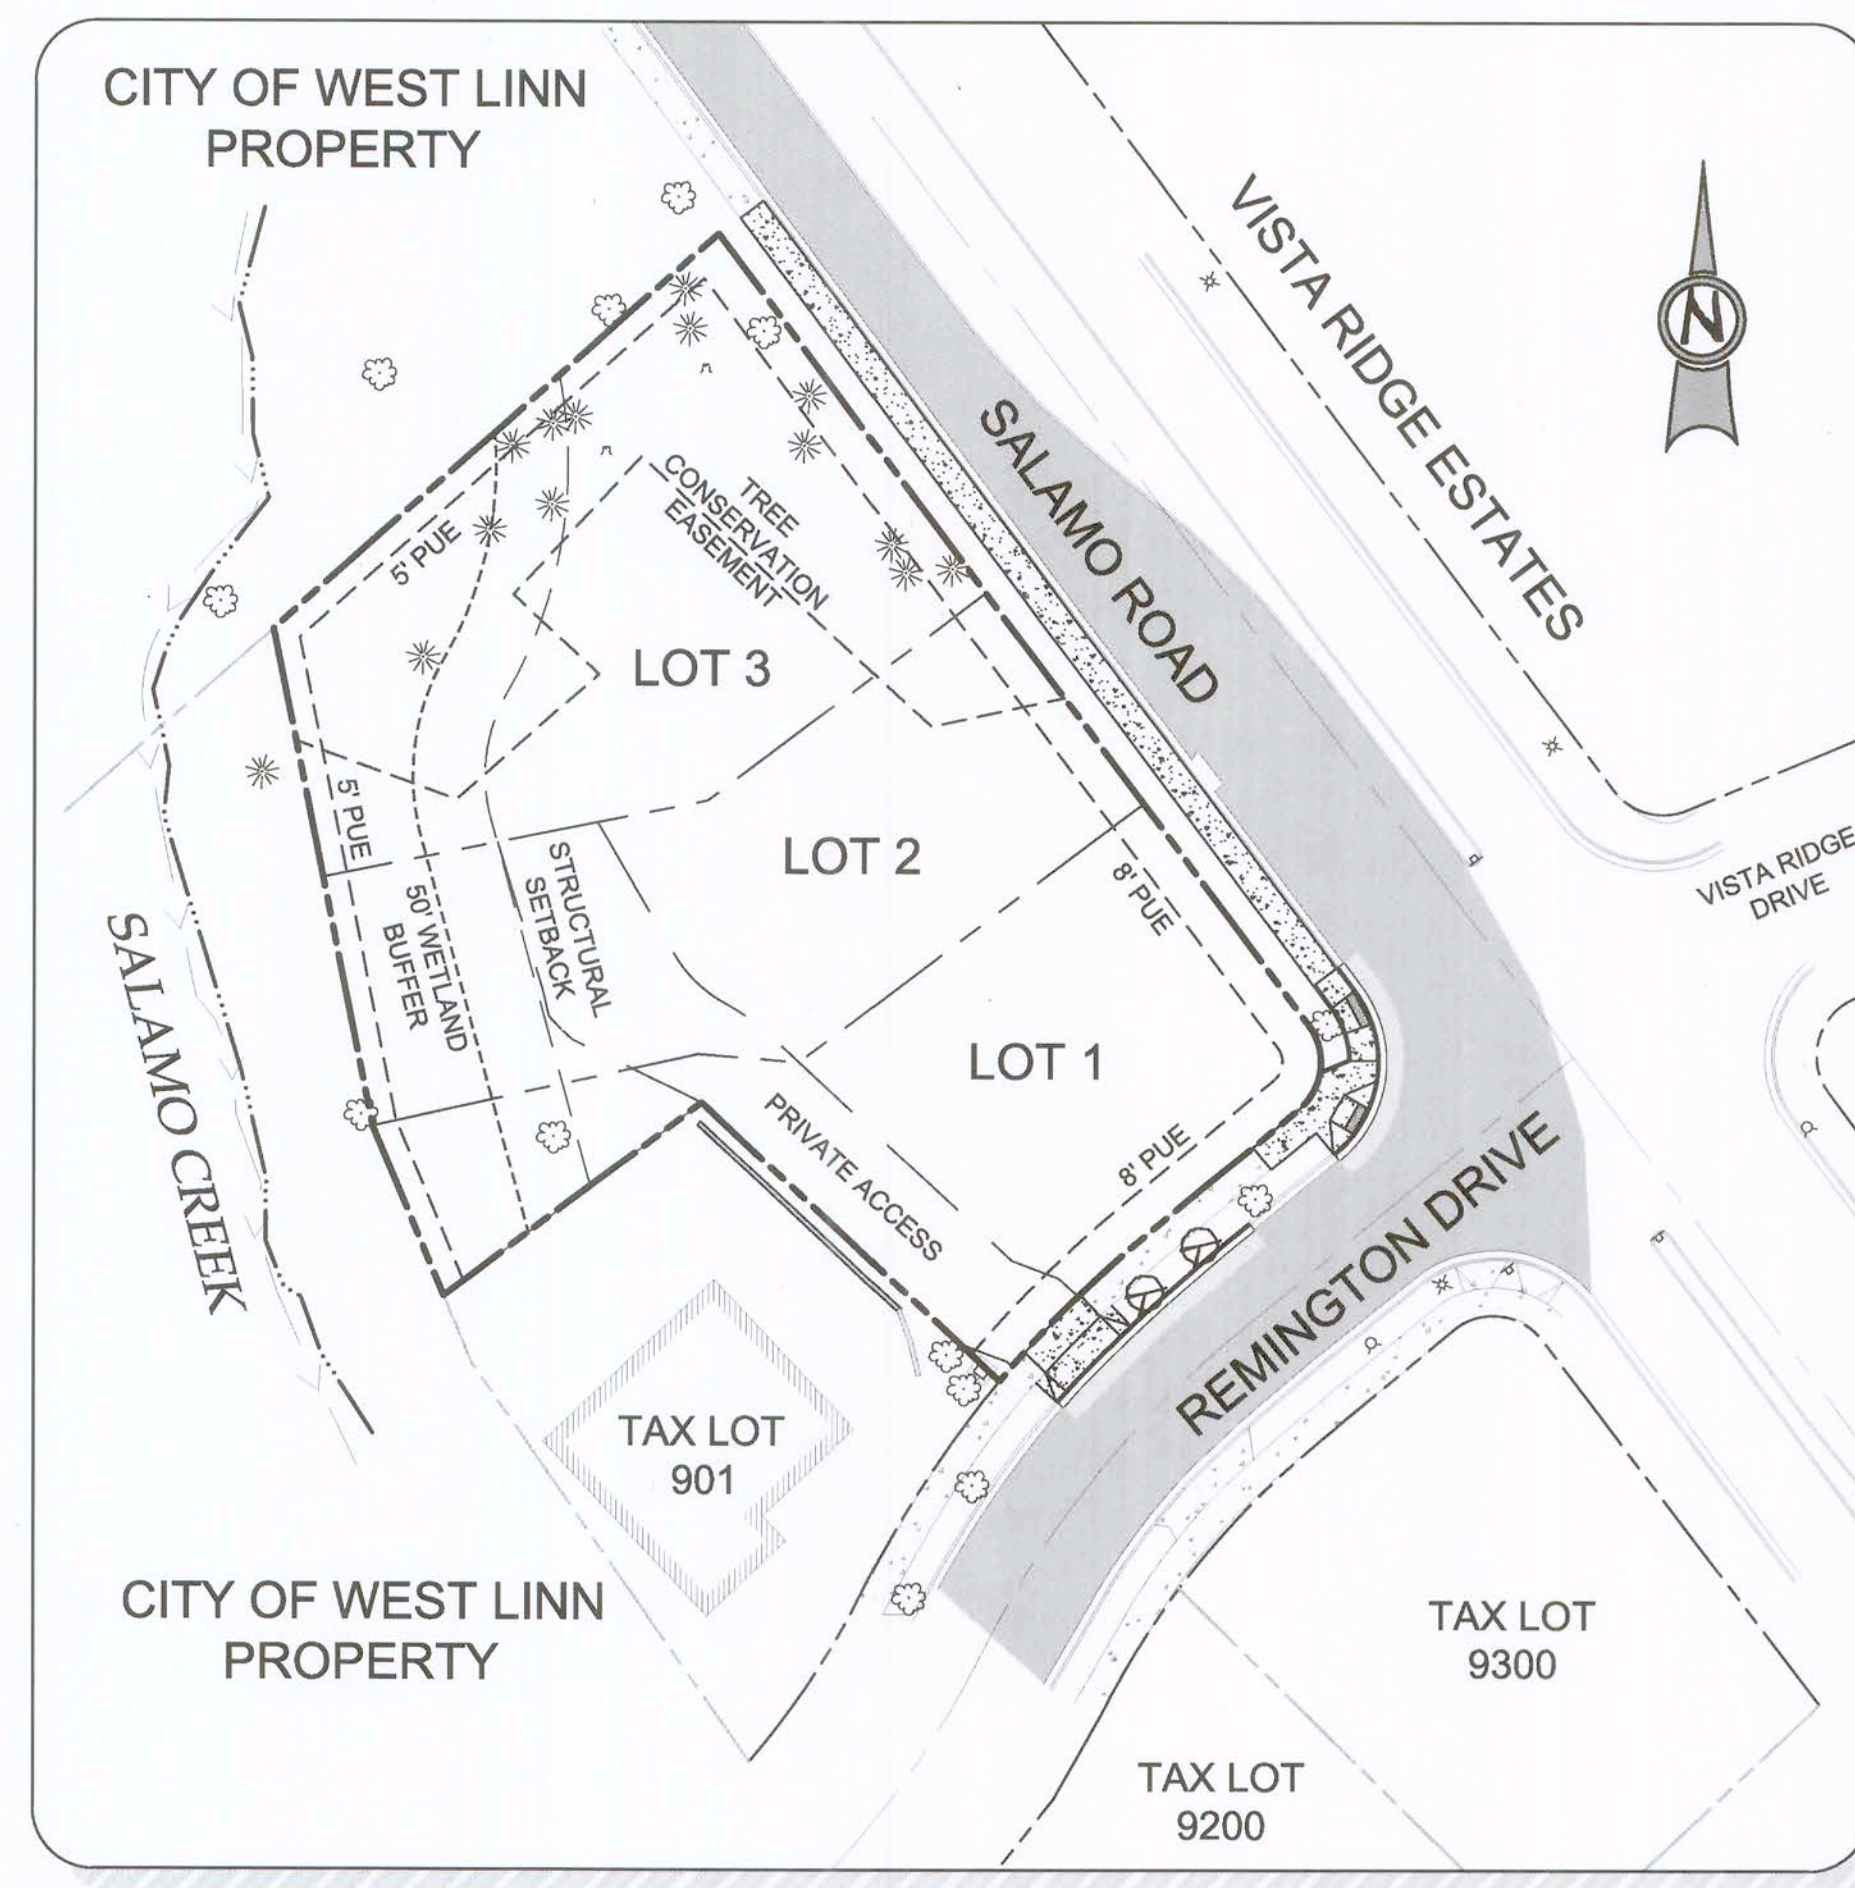 CITY OF WEST LINN
PROPERTY
N
VISTA RIDGE ESTATES
SALAMO ROAD
TREE
CONSERVATION
EASEMENT
5' PUE
LOT 3
5' PUE
LOT 2
8' PUE
VISTA RIDGE
DRIVE
STRUCTURAL
SETBACK
50' WETLAND
BUFFER
SALAMO CREEK
LOT 1
PRIVATE ACCESS
8' PUE
REMINGTON DRIVE
TAX LOT
901
CITY OF WEST LINN
PROPERTY
TAX LOT
9300
TAX LOT
9200